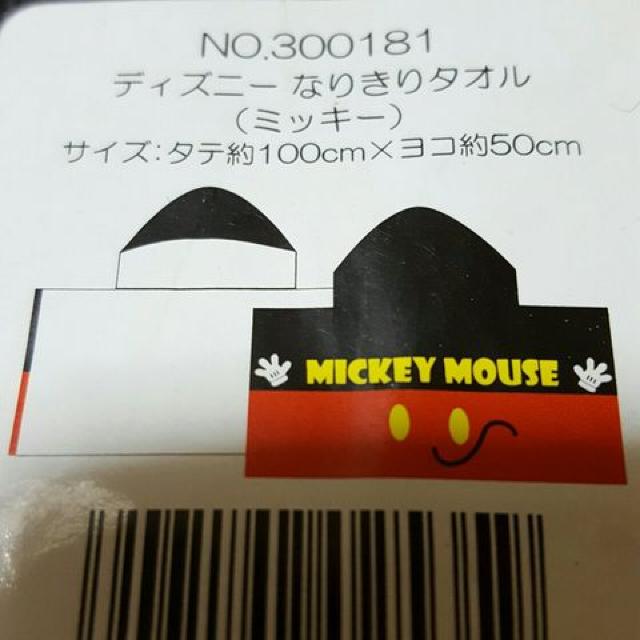 NO.300181
ディズニー なりきりタオル
（ミッキー）
サイズ:タテ約100cm×ヨコ約50cm
MICKEY MOUSE